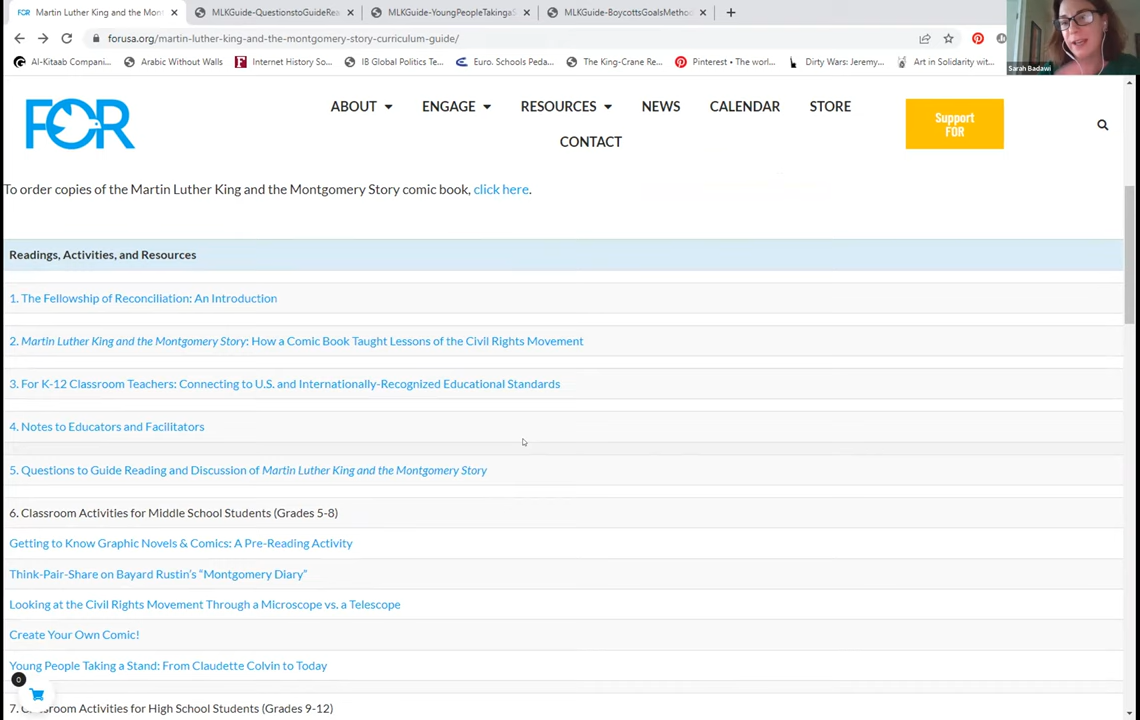 Martin Luther King and the Mont
MLKGuide-QuestionstoGuideRea
MLKGuide-YoungPeopleTakinga
MLKGuide-BoycottsGoalsMetho
forusa.org/martin-luther-king-and-the-montgomery-story-curriculum-guide/
Al-Kitaab Compani...
Arabic Without Walls
Internet History So...
IB Global Politics Te...
Euro. Schools Peda...
The King-Crane Re...
Pinterest • The worl...
Dirty Wars: Jeremy...
Art in Solidarity wit...
Sarah Badawi
FOR
ABOUT
ENGAGE
RESOURCES
NEWS
CALENDAR
STORE
CONTACT
Support
FOR
To order copies of the Martin Luther King and the Montgomery Story comic book, click here.
Readings, Activities, and Resources
1. The Fellowship of Reconciliation: An Introduction
2. Martin Luther King and the Montgomery Story: How a Comic Book Taught Lessons of the Civil Rights Movement
3. For K-12 Classroom Teachers: Connecting to U.S. and Internationally-Recognized Educational Standards
4. Notes to Educators and Facilitators
5. Questions to Guide Reading and Discussion of Martin Luther King and the Montgomery Story
6. Classroom Activities for Middle School Students (Grades 5-8)
Getting to Know Graphic Novels & Comics: A Pre-Reading Activity
Think-Pair-Share on Bayard Rustin's "Montgomery Diary"
Looking at the Civil Rights Movement Through a Microscope vs. a Telescope
Create Your Own Comic!
Young People Taking a Stand: From Claudette Colvin to Today
0
7. Classroom Activities for High School Students (Grades 9-12)